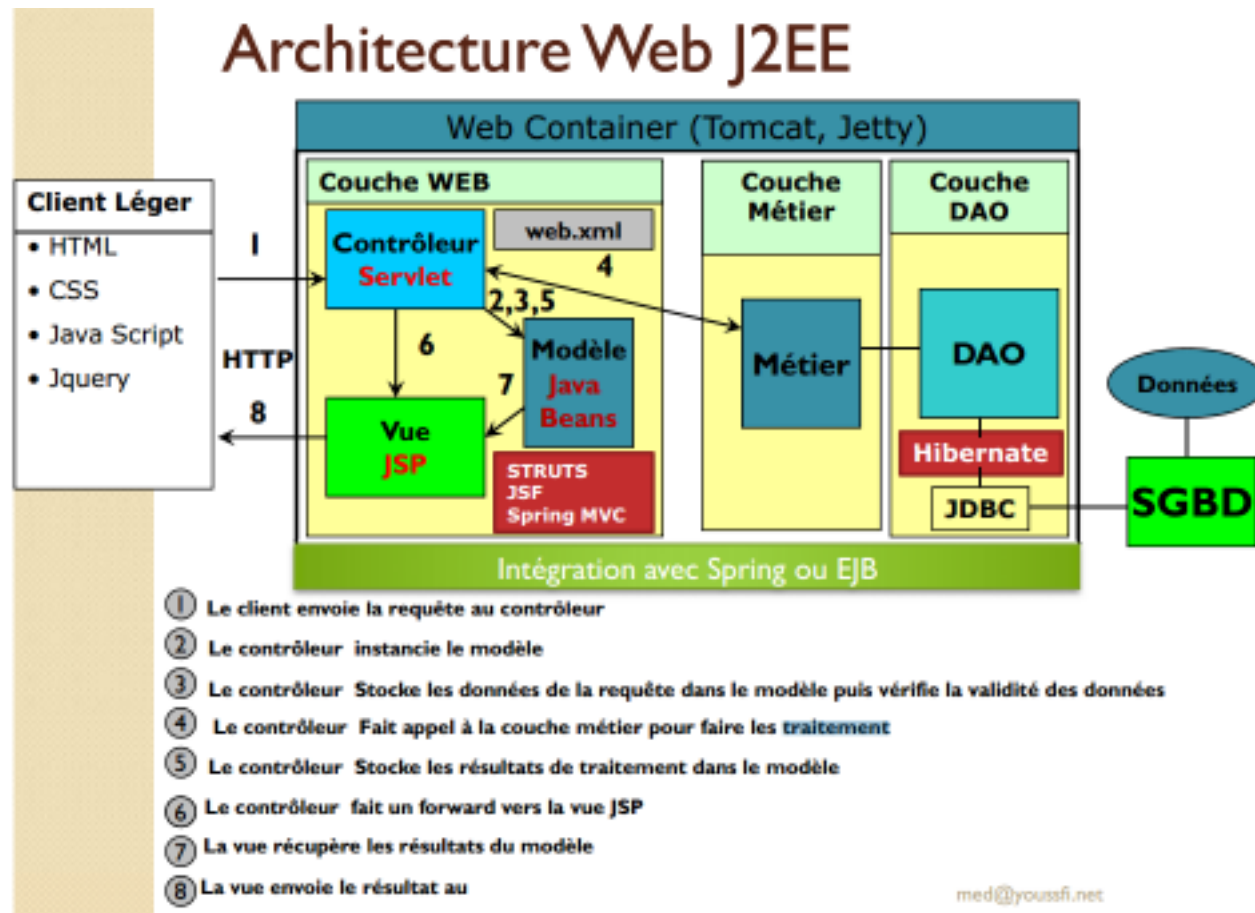 Architecture Web J2EE
Web Container (Tomcat, Jetty)
Client Léger
• HTML
• CSS
• Java Script
• Jquery
1
HTTP
8
Couche WEB
Contrôleur
Servlet
web.xml
4
2,3,5
6
Modèle
Java
Beans
7
Vue
JSP
STRUTS
JSF
Spring MVC
Couche
Métier
Métier
Couche
DAO
DAO
Hibernate
JDBC
Données
SGBD
Intégration avec Spring ou EJB
1 Le client envoie la requête au contrôleur
2 Le contrôleur instancie le modèle
3 Le contrôleur Stocke les données de la requête dans le modèle puis vérifie la validité des données
4 Le contrôleur Fait appel à la couche métier pour faire les traitement
5 Le contrôleur Stocke les résultats de traitement dans le modèle
6 Le contrôleur fait un forward vers la vue JSP
7 La vue récupère les résultats du modèle
8 La vue envoie le résultat au
med@youssfi.net